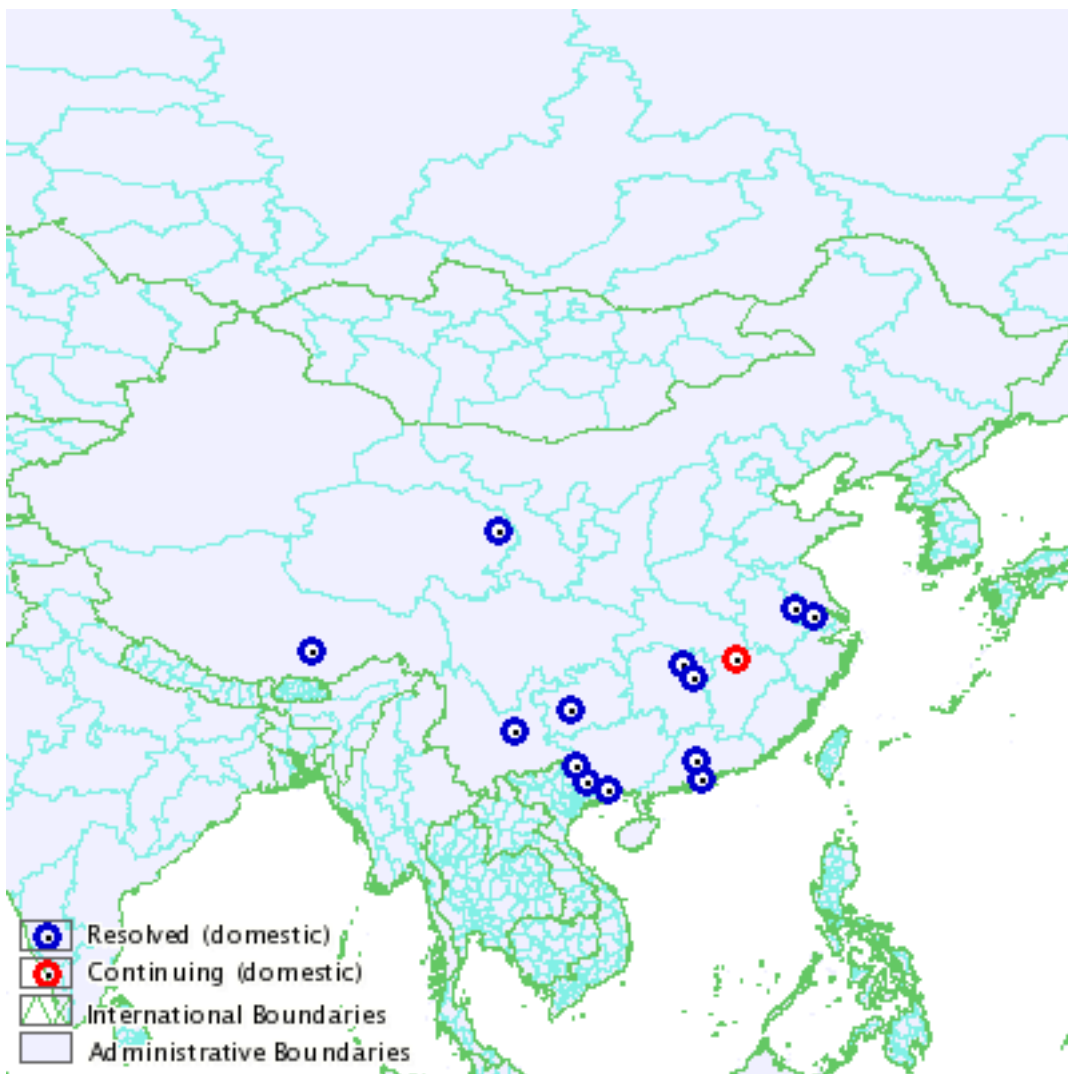 Resolved (domestic)
Continuing (domestic)
International Boundaries
Administrative Boundaries